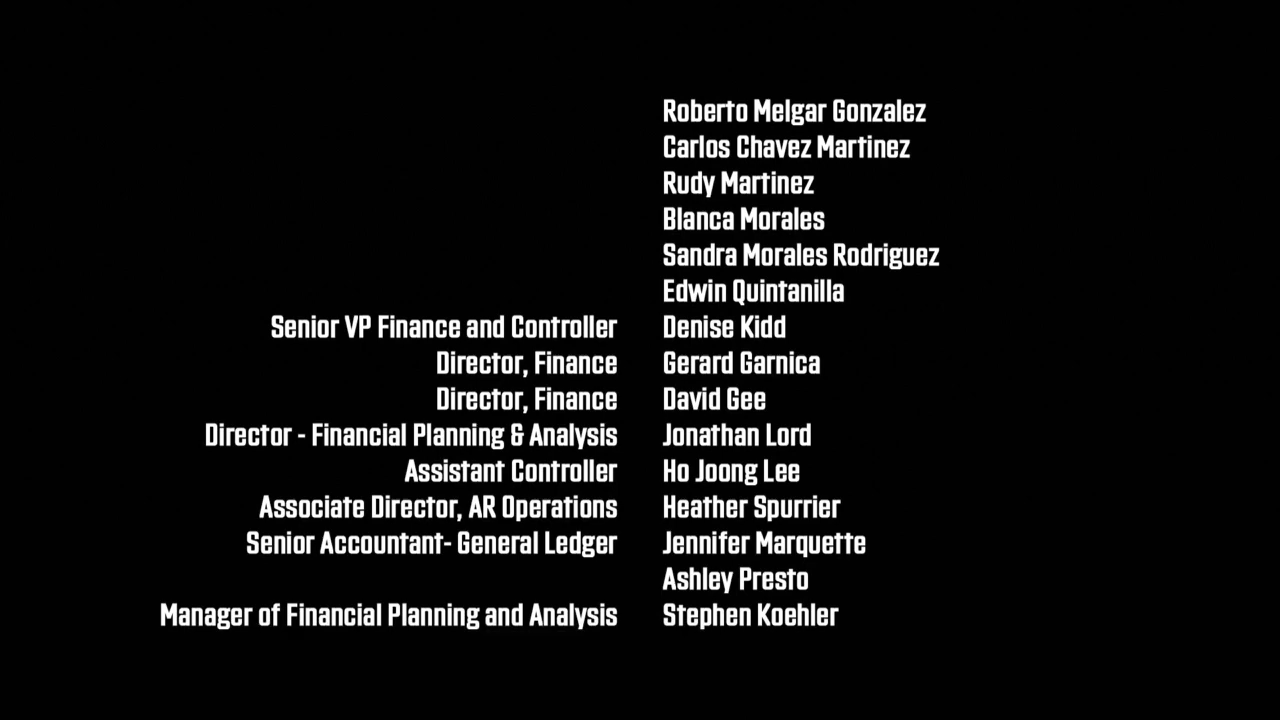 Roberto Melgar Gonzalez
Carlos Chavez Martinez
Rudy Martinez
Blanca Morales
Sandra Morales Rodriguez
Edwin Quintanilla
Senior VP Finance and Controller Denise Kidd
Director, Finance Gerard Garnica
Director, Finance David Gee
Director - Financial Planning & Analysis Jonathan Lord
Assistant Controller Ho Joong Lee
Associate Director, AR Operations Heather Spurrier
Senior Accountant- General Ledger Jennifer Marquette
Ashley Presto
Manager of Financial Planning and Analysis Stephen Koehler